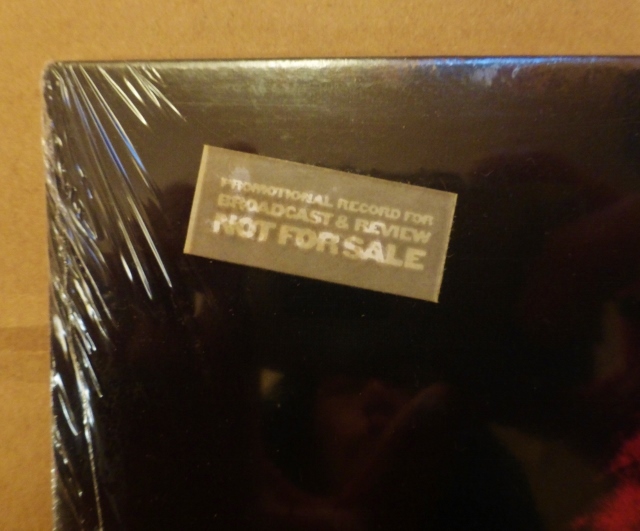 PROMOTIONAL RECORD FOR
BROADCAST & REVIEW
NOT FOR SALE